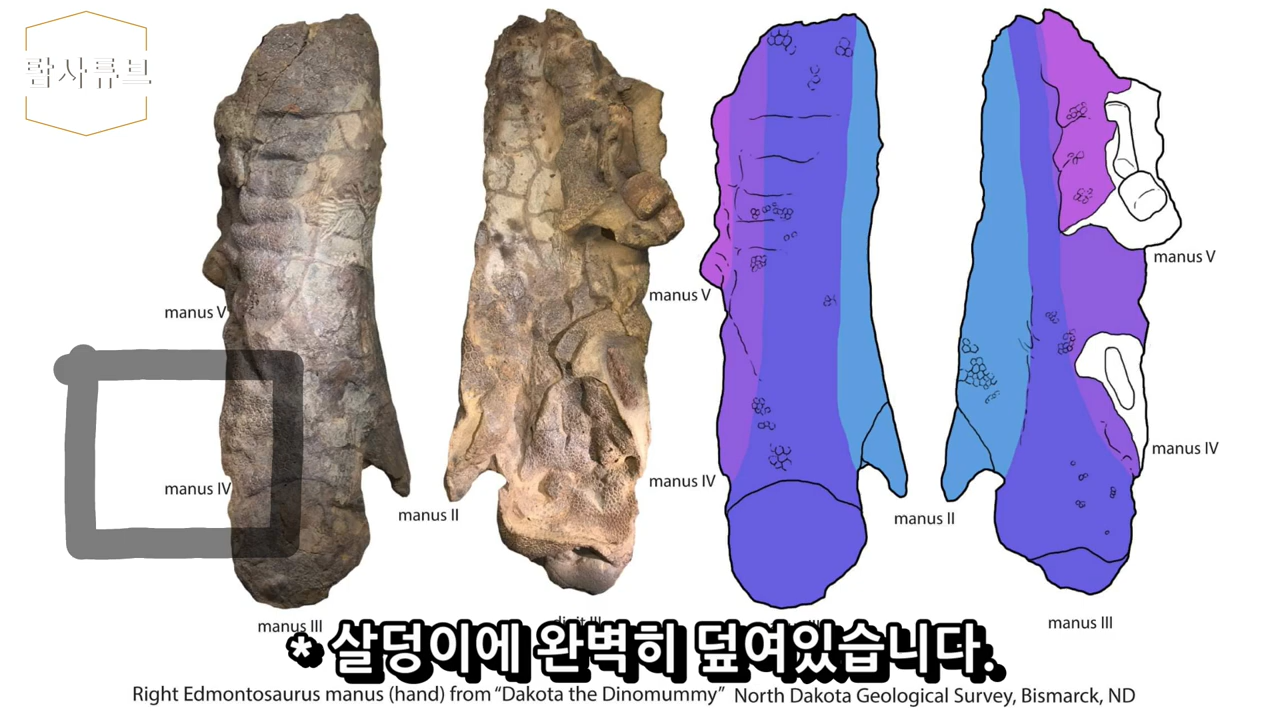 탐사튜브
manus V
manus V
manus V
manus IV
manus IV
manus IV
manus II
manus II
manus III
digit III
manus III
* 살덩이에 완벽히 덮여있습니다.
Right Edmontosaurus manus (hand) from “Dakota the Dinomummy” North Dakota Geological Survey, Bismarck, ND